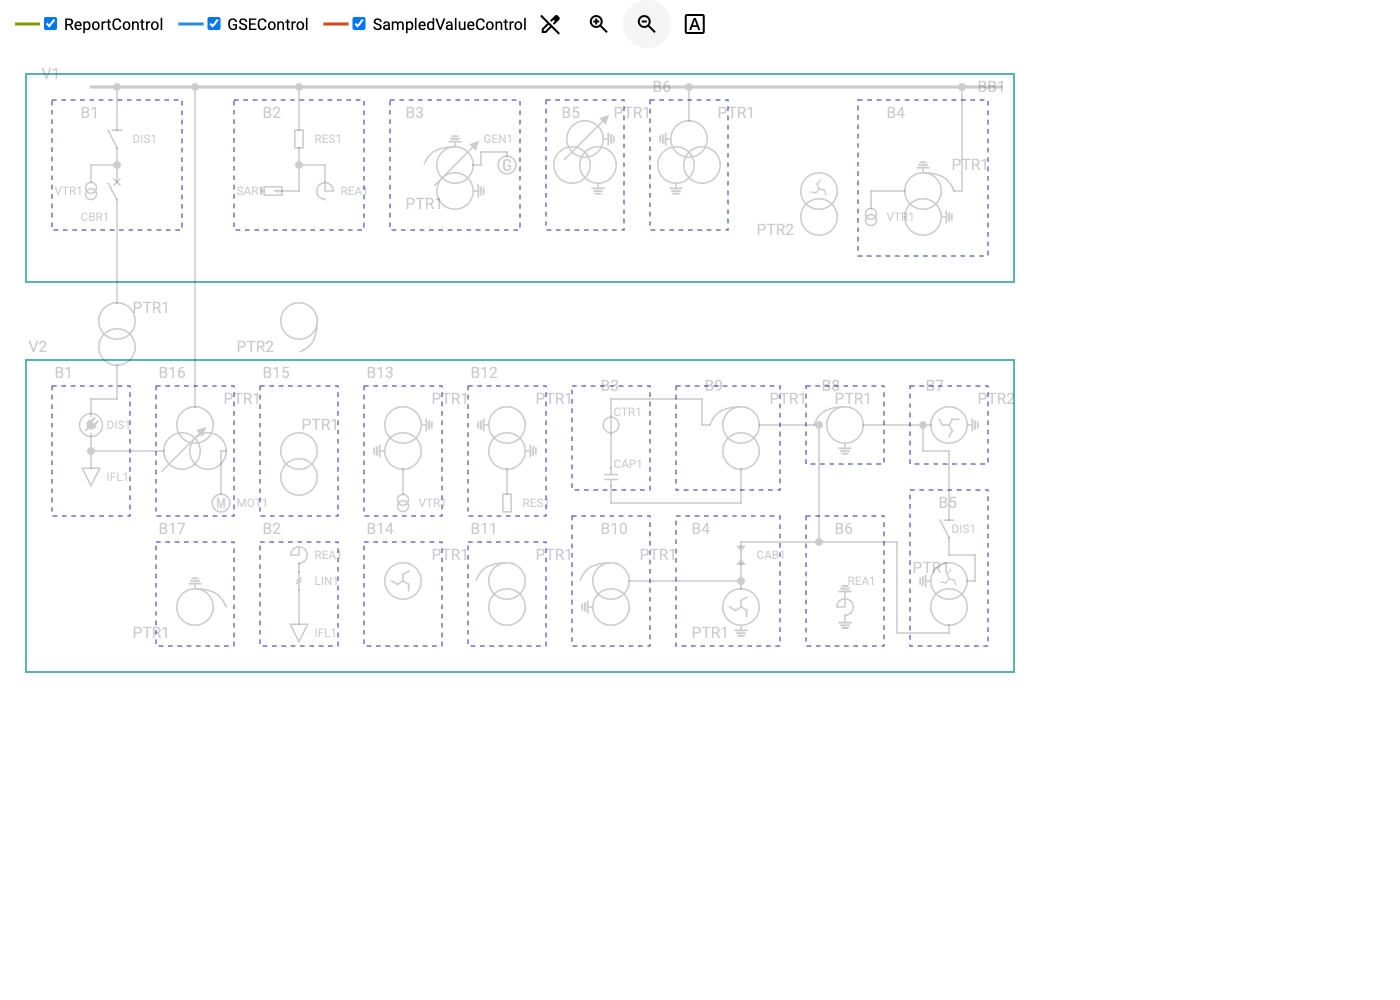 ReportControl GSEControl SampledValueControl A
V1
B6 BB1
B1 B2 B3 B5 PTR1 PTR1 B4
DIS1 RES1 GEN1
G
PTR1
VTR1 SAR1 REA1
PTR1
CBR1 VTR1
PTR2
PTR1
V2 PTR2
B1 B16 B15 B13 B12
B3 B9 B8 B7
PTR1 PTR1 PTR1 PTR1 PTR1 PTR2
CTR1
DIS1 PTR1
CAP1
IFL1
M MOT1 VTR1 RES1 B5
B17 B2 B14 B11 B10 B4 B6 DIS1
REA1 PTR1 PTR1 PTR1 CAB1
PTR1
LIN1 REA1
PTR1 IFL1 PTR1